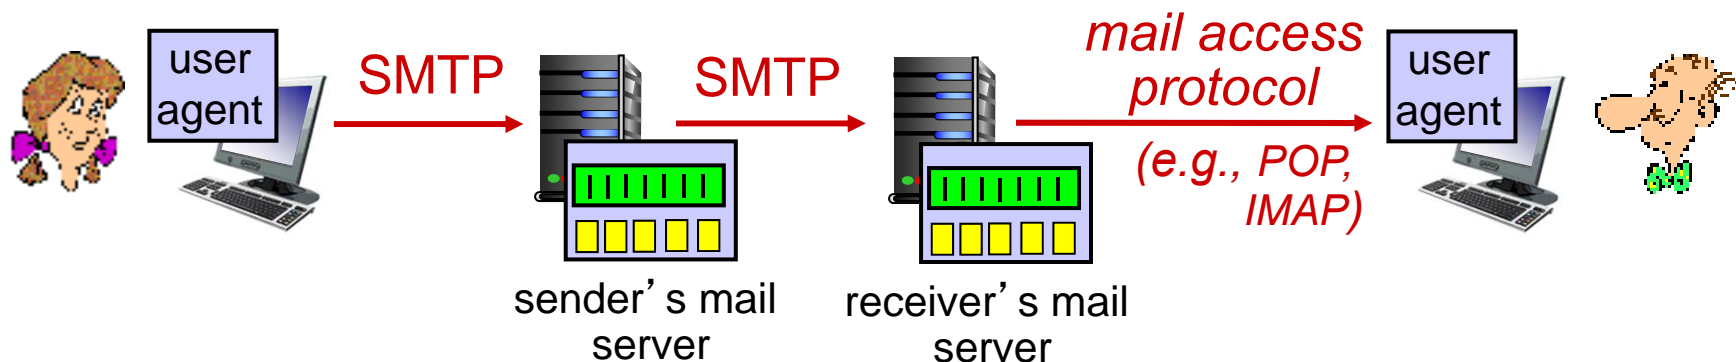 user
agent
SMTP
SMTP
mail access
protocol
(e.g., POP,
IMAP)
user
agent
sender’s mail
server
receiver’s mail
server